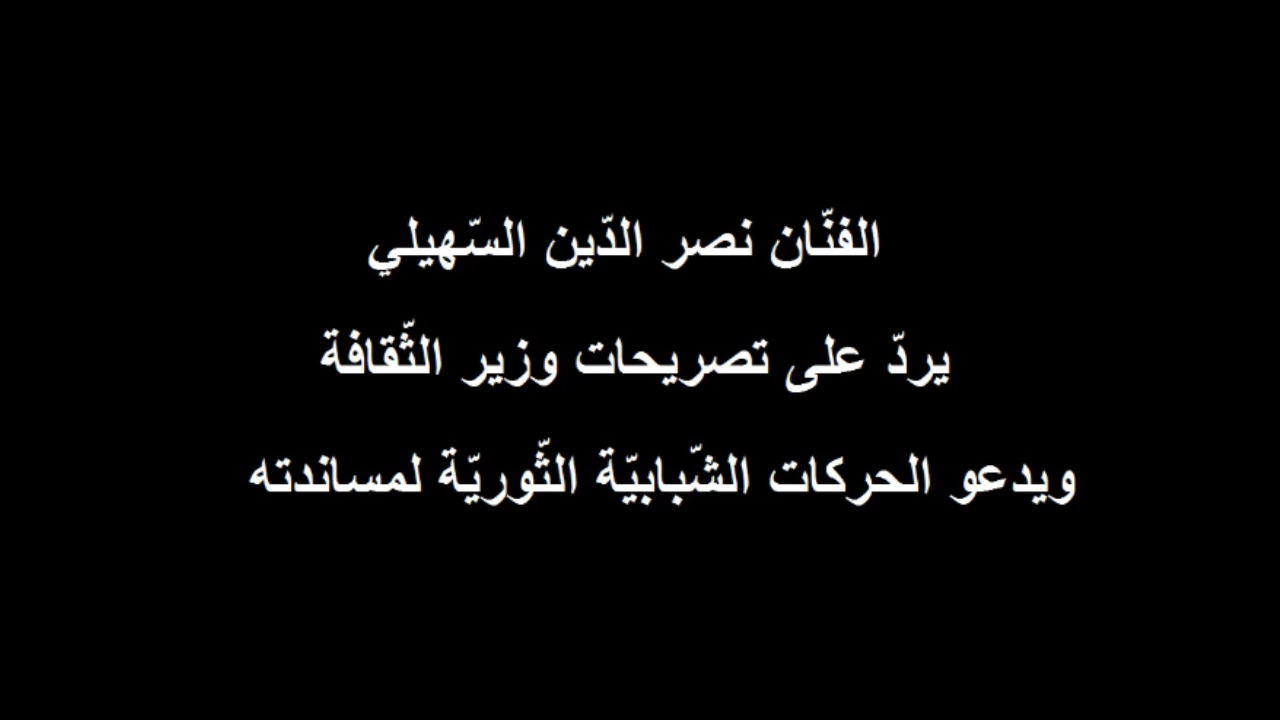 الفنّان نصر الدّين السّهيلي
يردّ على تصريحات وزير الثّقافة
ويدعو الحركات الشّبابيّة الثّوريّة لمساندته